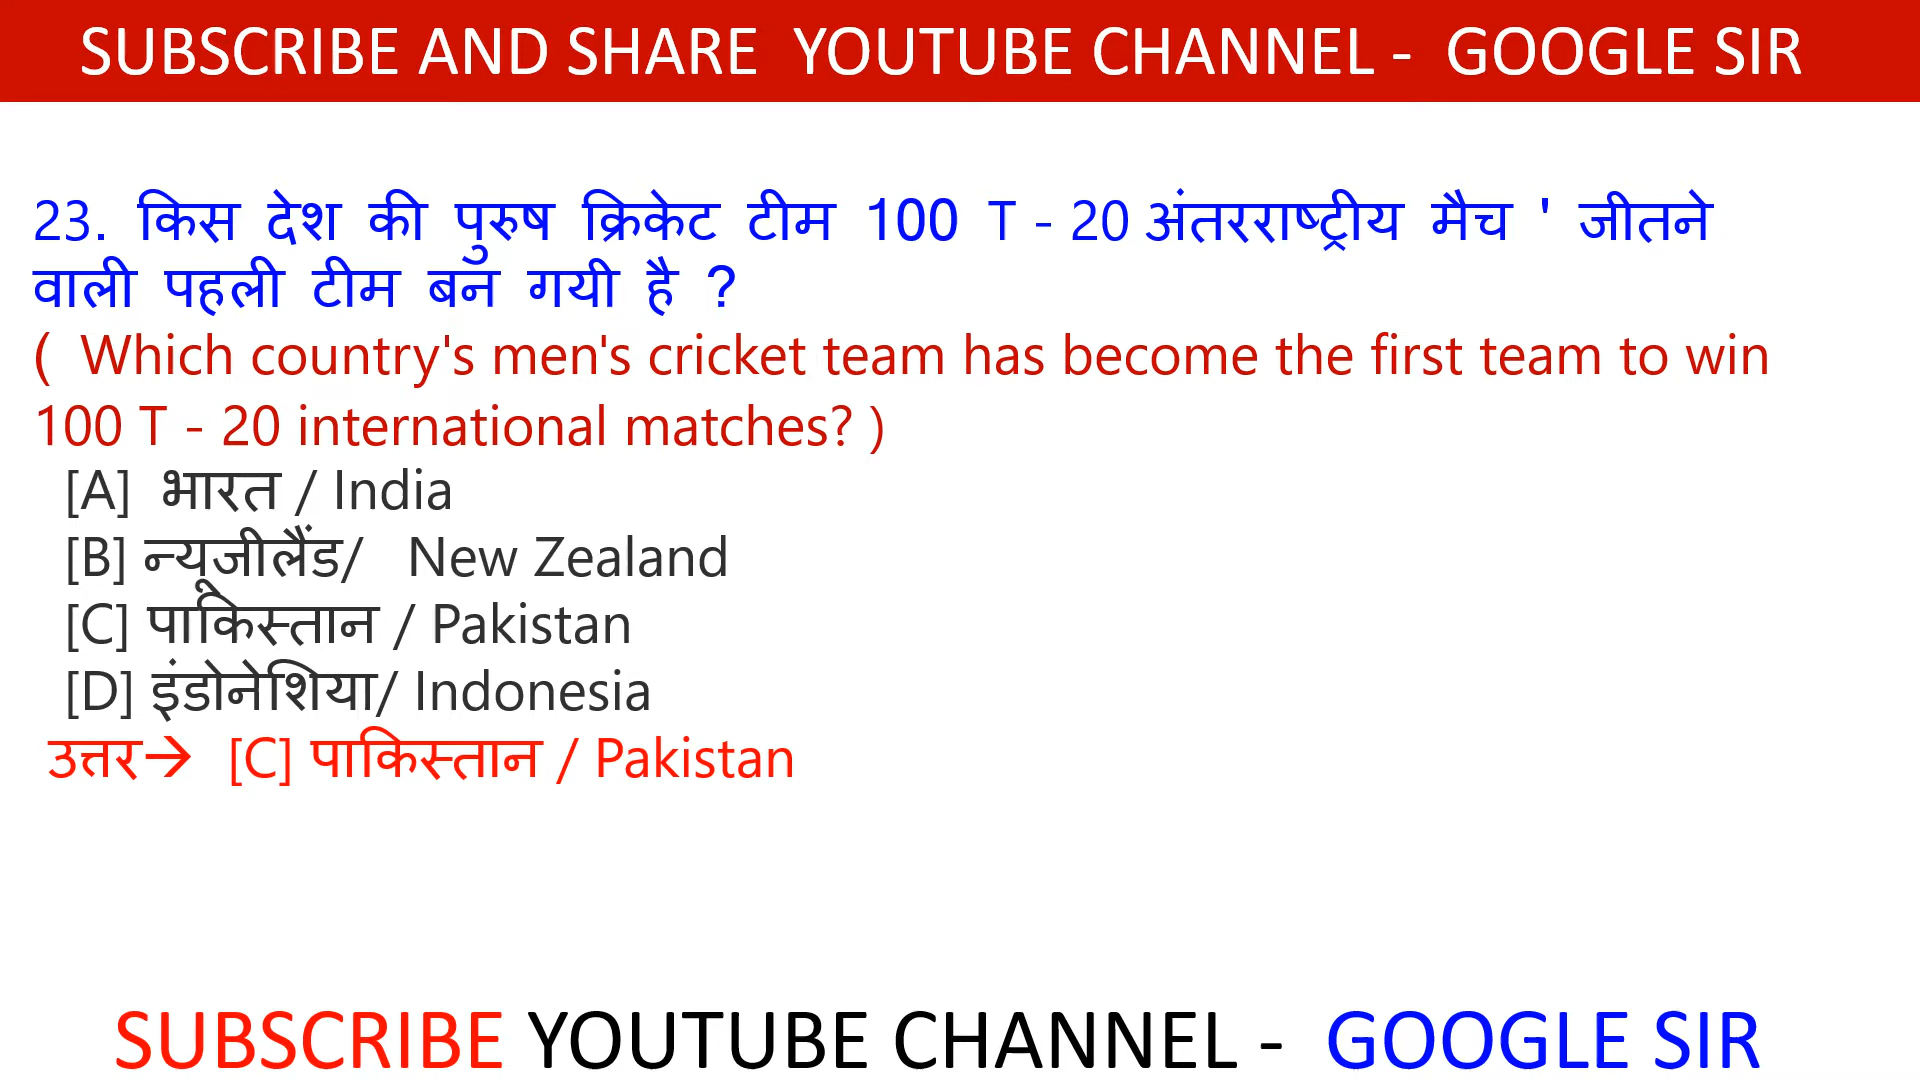 SUBSCRIBE AND SHARE YOUTUBE CHANNEL - GOOGLE SIR
23. किस देश की पुरुष क्रिकेट टीम 100 T - 20 अंतरराष्ट्रीय मैच ' जीतने
वाली पहली टीम बन गयी है ?
( Which country's men's cricket team has become the first team to win
100 T - 20 international matches? )
[A] भारत / India
[B] न्यूजीलैंड/ New Zealand
[C] पाकिस्तान / Pakistan
[D] इंडोनेशिया/ Indonesia
उत्तर→ [C] पाकिस्तान / Pakistan
SUBSCRIBE YOUTUBE CHANNEL - GOOGLE SIR